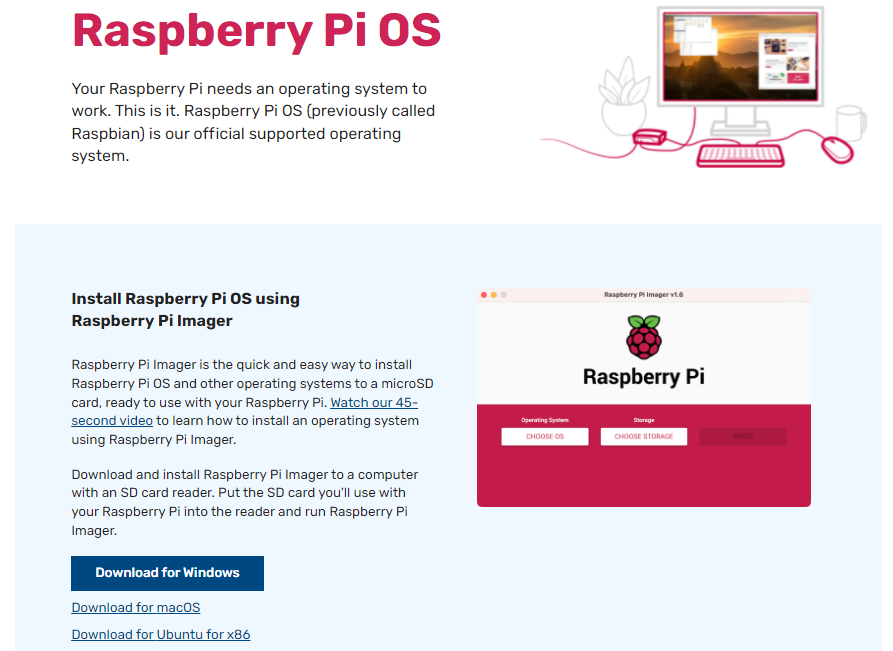 Raspberry Pi OS
Your Raspberry Pi needs an operating system to
work. This is it. Raspberry Pi OS (previously called
Raspbian) is our official supported operating
system.
Install Raspberry Pi OS using
Raspberry Pi Imager
Raspberry Pi Imager is the quick and easy way to install
Raspberry Pi OS and other operating systems to a microSD
card, ready to use with your Raspberry Pi. Watch our 45-
second video to learn how to install an operating system
using Raspberry Pi Imager.
Download and install Raspberry Pi Imager to a computer
with an SD card reader. Put the SD card you'll use with
your Raspberry Pi into the reader and run Raspberry Pi
Imager.
Download for Windows
Download for macOS
Download for Ubuntu for x86
Raspberry Pi Imager v1.6
Raspberry Pi
Operating System
Storage
CHOOSE OS
CHOOSE STORAGE
WRITE